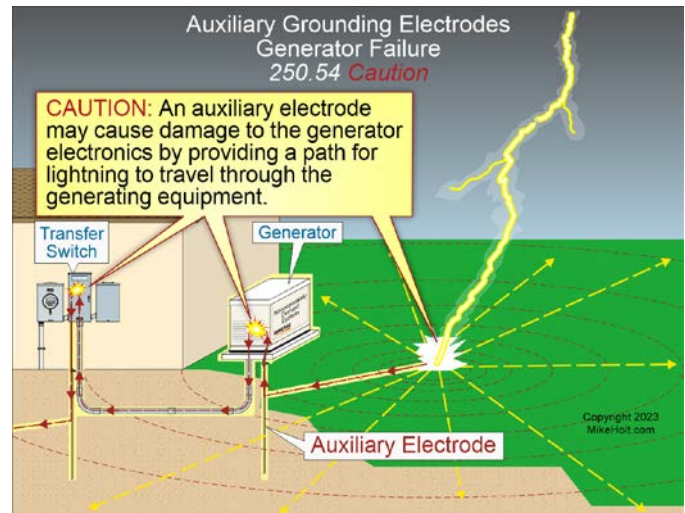 Auxiliary Grounding Electrodes
Generator Failure
250.54 Caution
CAUTION: An auxiliary electrode
may cause damage to the generator
electronics by providing a path for
lightning to travel through the
generating equipment.
Transfer
Switch
Generator
Auxiliary Electrode
Copyright 2023
MikeHolt.com